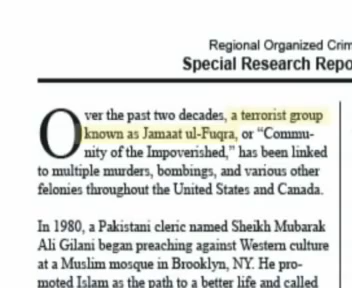 Regional Organized Crim
Special Research Repo
Over the past two decades, a terrorist group
known as Jamaat ul-Fuqra, or “Commu-
nity of the Impoverished,” has been linked
to multiple murders, bombings, and various other
felonies throughout the United States and Canada.
In 1980, a Pakistani cleric named Sheikh Mubarak
Ali Gilani began preaching against Western culture
at a Muslim mosque in Brooklyn, NY. He pro-
moted Islam as the path to a better life and called